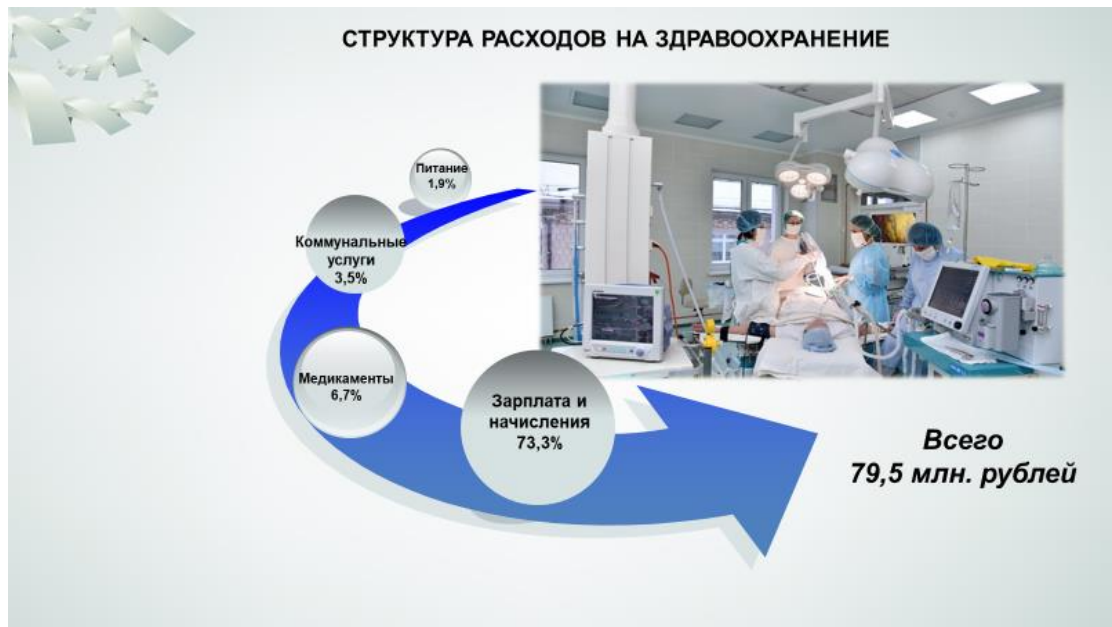 СТРУКТУРА РАСХОДОВ НА ЗДРАВООХРАНЕНИЕ
Питание
1,9%
Коммунальные
услуги
3,5%
Медикаменты
6,7%
Зарплата и
начисления
73,3%
Всего
79,5 млн. рублей